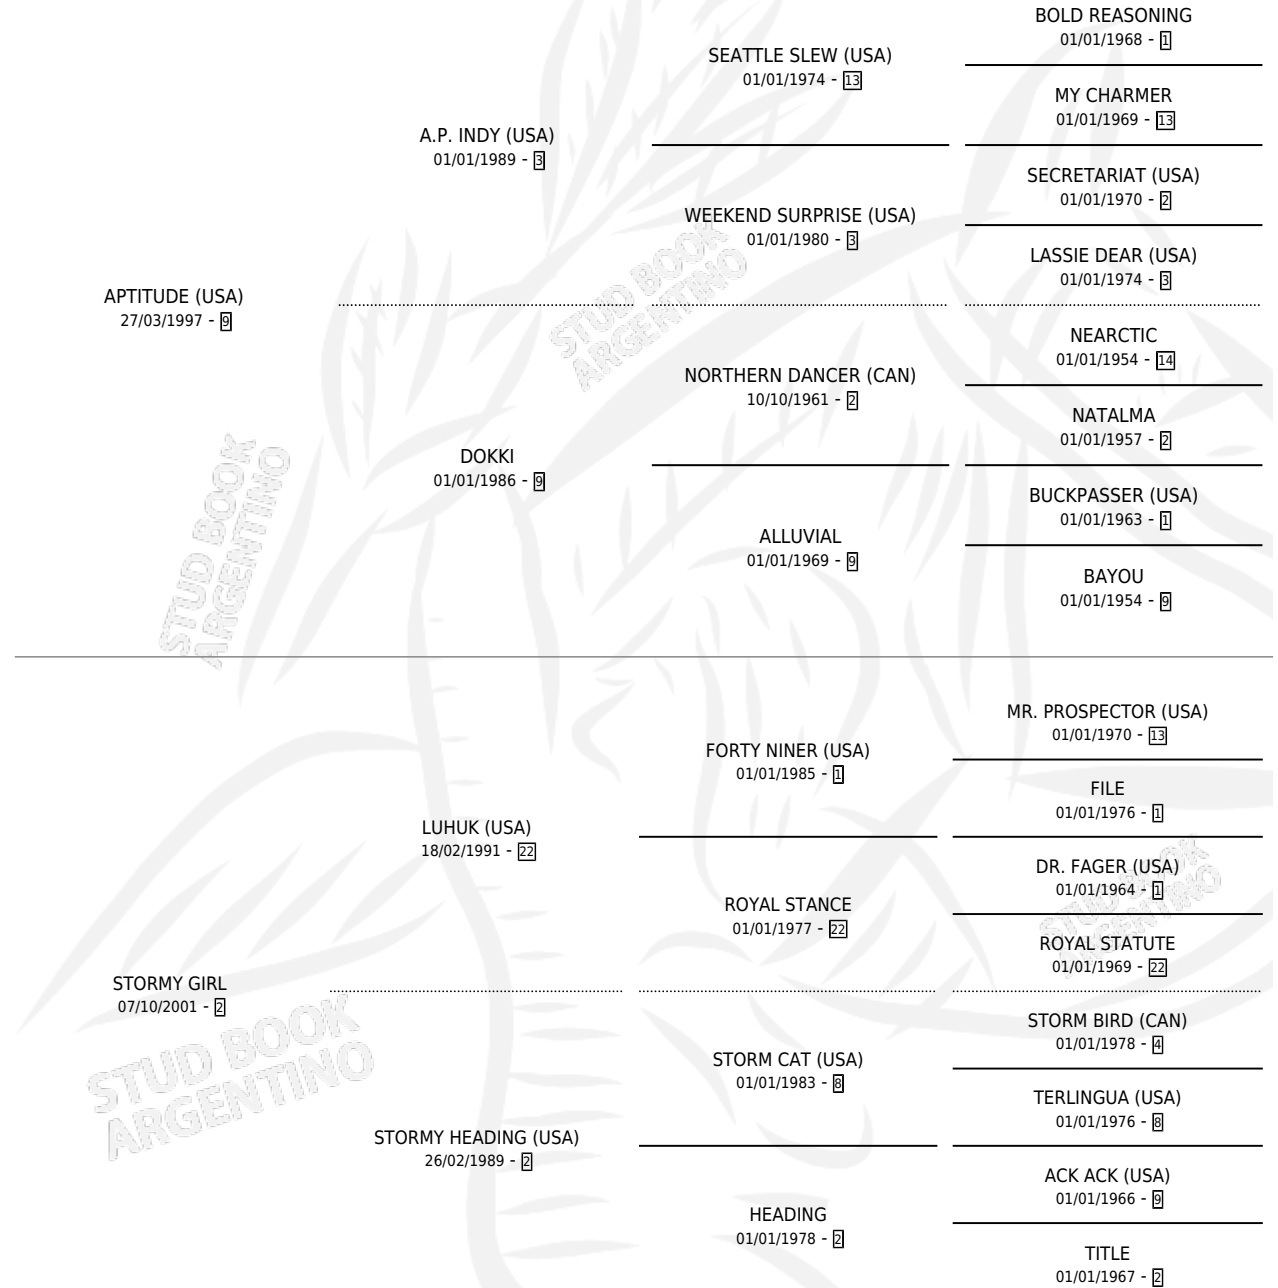 BOLD REASONING
01/01/1968 - 1
SEATTLE SLEW (USA)
01/01/1974 - 13
MY CHARMER
01/01/1969 - 13
A.P. INDY (USA)
01/01/1989 - 3
SECRETARIAT (USA)
01/01/1970 - 2
WEEKEND SURPRISE (USA)
01/01/1980 - 3
LASSIE DEAR (USA)
01/01/1974 - 3
STUD BOOK
ARGENTINO
APTITUDE (USA)
27/03/1997 - 9
NEARCTIC
01/01/1954 - 14
NORTHERN DANCER (CAN)
10/10/1961 - 2
NATALMA
01/01/1957 - 2
DOKKI
01/01/1986 - 9
BUCKPASSER (USA)
01/01/1963 - 1
ALLUVIAL
01/01/1969 - 9
BAYOU
01/01/1954 - 9
STUD BOOK
ARGENTINO
MR. PROSPECTOR (USA)
01/01/1970 - 13
FORTY NINER (USA)
01/01/1985 - 1
FILE
01/01/1976 - 1
LUHUK (USA)
18/02/1991 - 22
DR. FAGER (USA)
01/01/1964 - 1
ROYAL STANCE
01/01/1977 - 22
ROYAL STATUTE
01/01/1969 - 22
STUD BOOK
ARGENTINO
STORMY GIRL
07/10/2001 - 2
STORM BIRD (CAN)
01/01/1978 - 4
STORM CAT (USA)
01/01/1983 - 8
TERLINGUA (USA)
01/01/1976 - 8
STUD BOOK
ARGENTINO
STORMY HEADING (USA)
26/02/1989 - 2
ACK ACK (USA)
01/01/1966 - 9
HEADING
01/01/1978 - 2
TITLE
01/01/1967 - 2